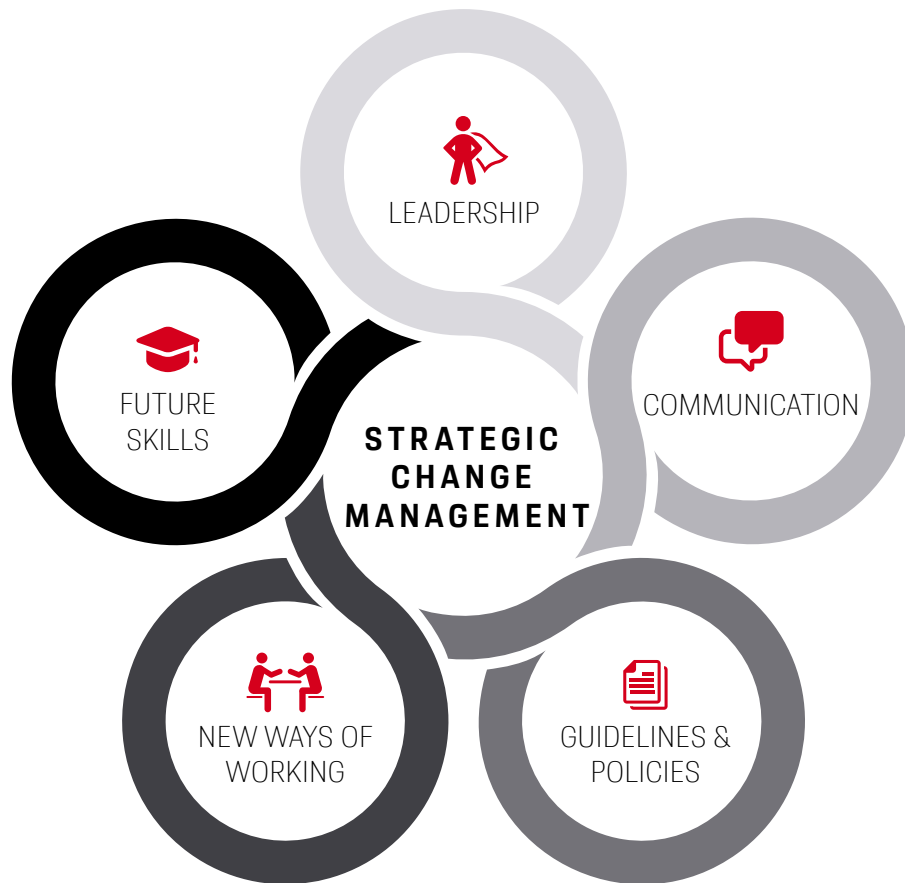 LEADERSHIP
COMMUNICATION
FUTURE
SKILLS
STRATEGIC
CHANGE
MANAGEMENT
NEW WAYS OF
WORKING
GUIDELINES &
POLICIES